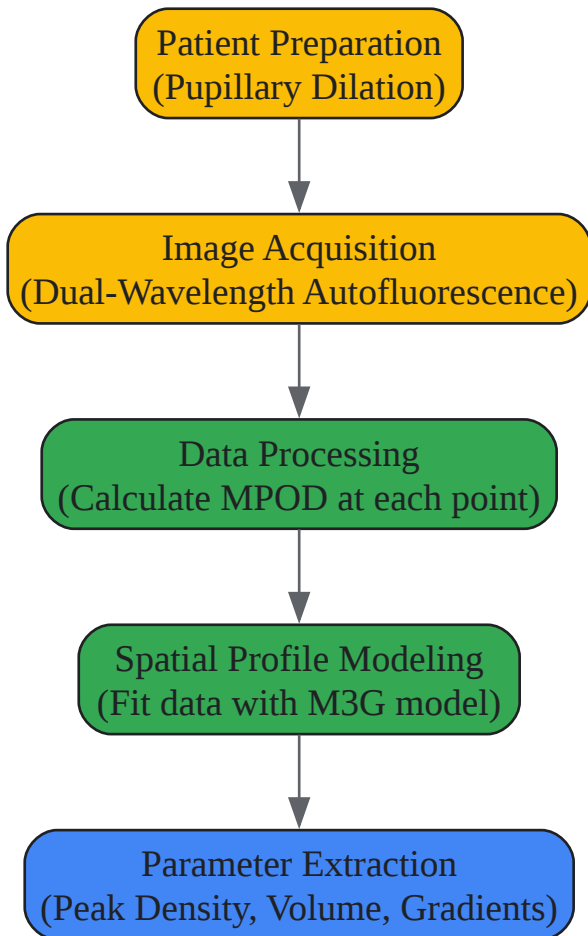 Patient Preparation
(Pupillary Dilation)
Image Acquisition
(Dual-Wavelength Autofluorescence)
Data Processing
(Calculate MPOD at each point)
Spatial Profile Modeling
(Fit data with M3G model)
Parameter Extraction
(Peak Density, Volume, Gradients)